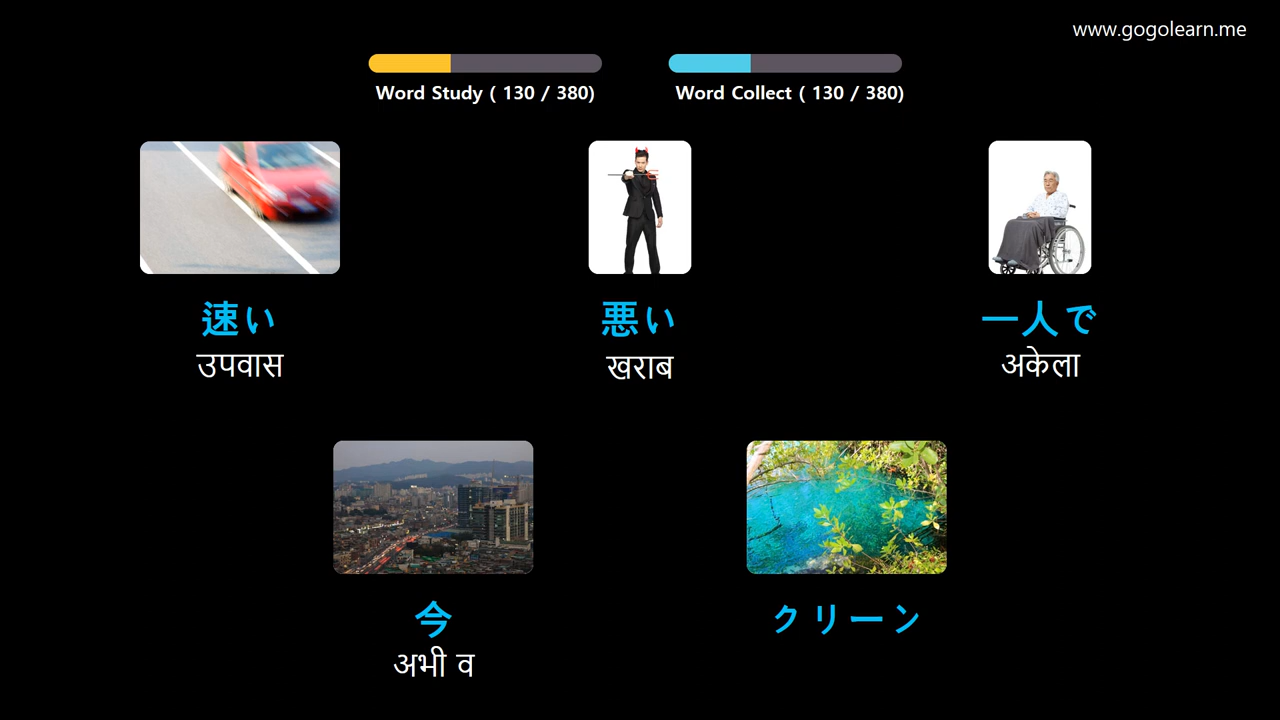 www.gogolearn.me
Word Study ( 130 / 380)
Word Collect ( 130 / 380)
速い
उपवास
悪い
खराब
一人で
अकेला
今
अभी व
クリーン